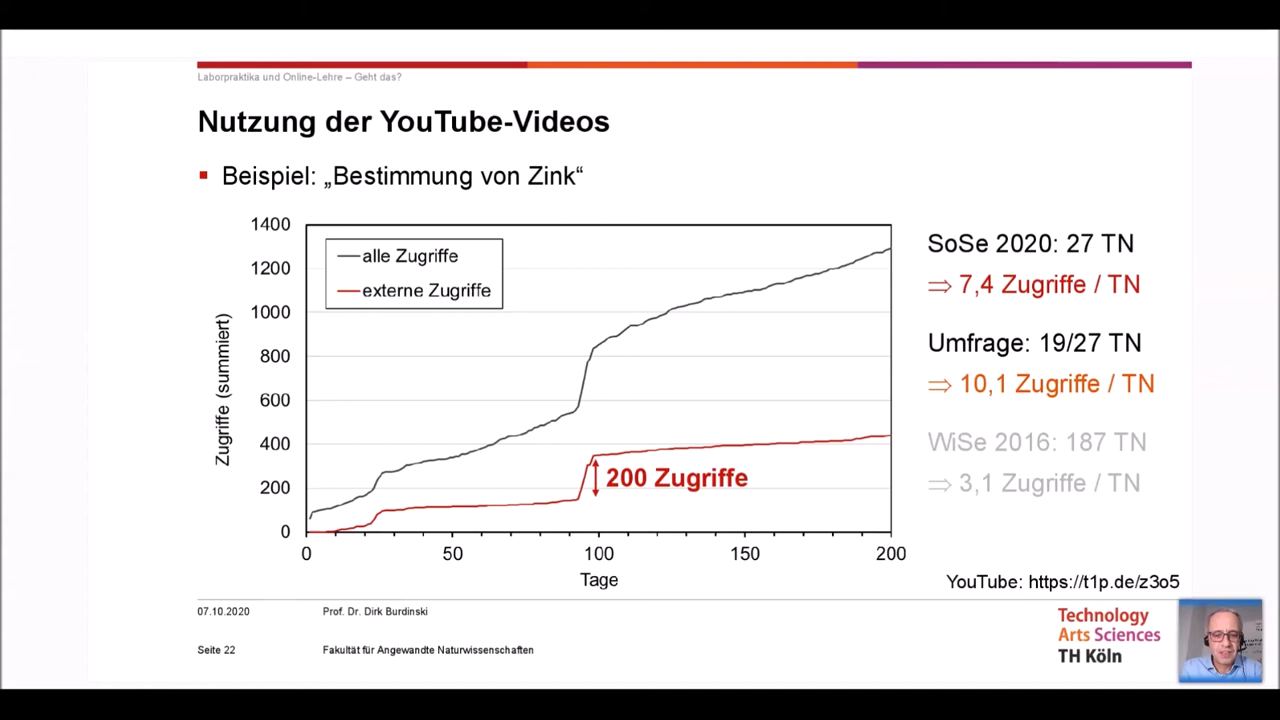 Laborpraktika und Online-Lehre – Geht das?
Nutzung der YouTube-Videos
Beispiel: „Bestimmung von Zink“
Zugriffe (summiert)
1400
1200
1000
800
600
400
200
0
alle Zugriffe
externe Zugriffe
200 Zugriffe
0 50 100 150 200
Tage
SoSe 2020: 27 TN
⇒ 7,4 Zugriffe / TN
Umfrage: 19/27 TN
⇒ 10,1 Zugriffe / TN
WiSe 2016: 187 TN
⇒ 3,1 Zugriffe / TN
YouTube: https://t1p.de/z3o5
07.10.2020 Prof. Dr. Dirk Burdinski
Seite 22 Fakultät für Angewandte Naturwissenschaften
Technology
Arts Sciences
TH Köln